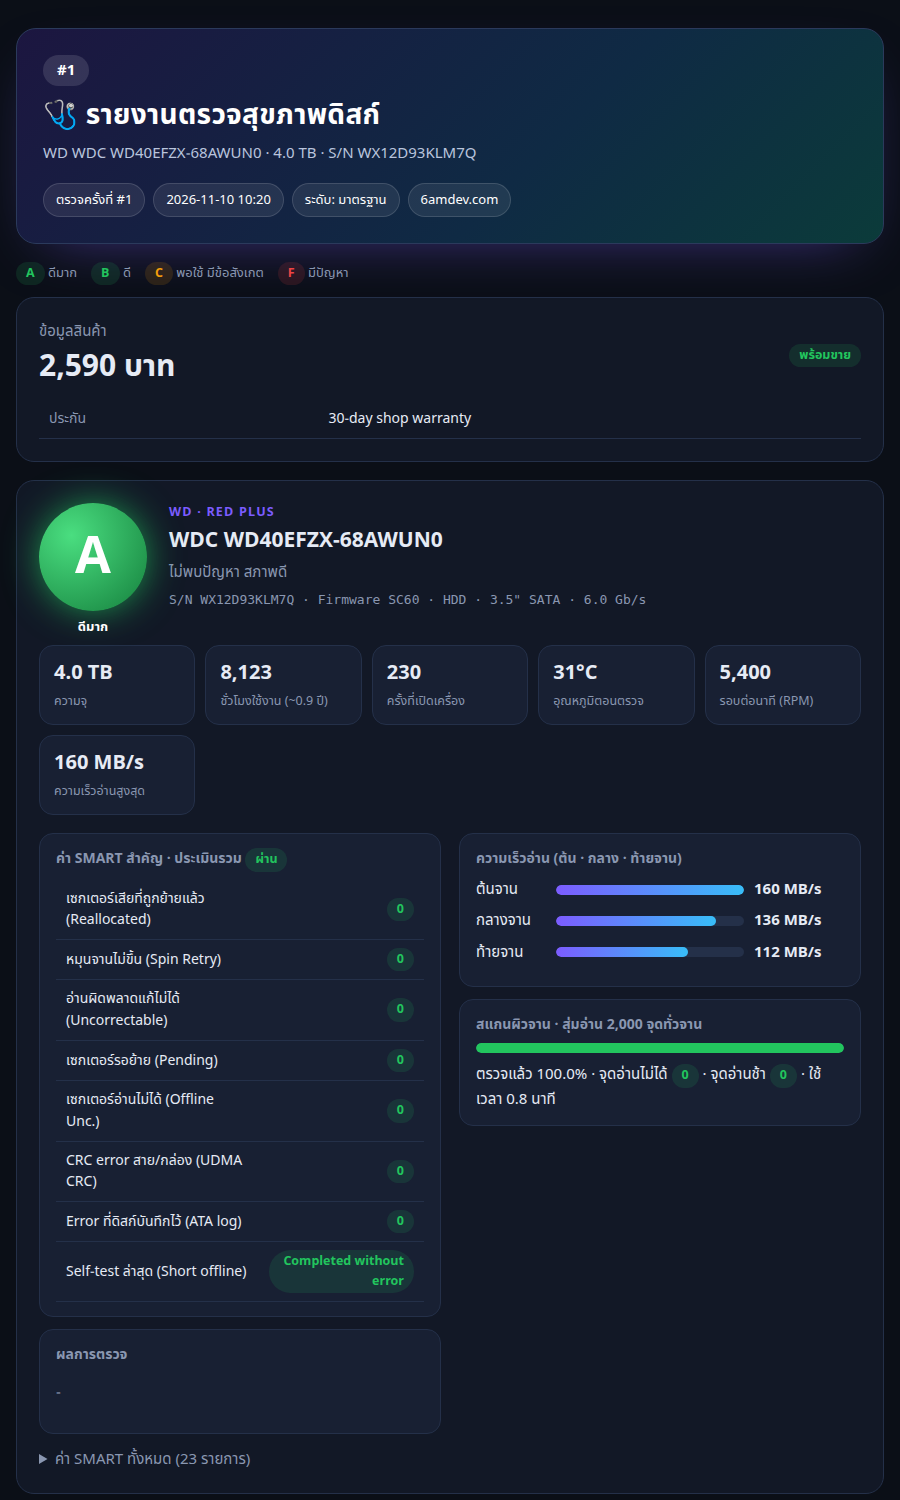 #1
🩺 รายงานตรวจสุขภาพดิสก์
WD WDC WD40EFZX-68AWUN0 · 4.0 TB · S/N WX12D93KLM7Q
ตรวจครั้งที่ #1
2026-11-10 10:20
ระดับ: มาตรฐาน
6amdev.com
A ดีมาก B ดี C พอใช้ มีข้อสังเกต F มีปัญหา
ข้อมูลสินค้า
2,590 บาท
พร้อมขาย
ประกัน 30-day shop warranty
A
ดีมาก
WD · RED PLUS
WDC WD40EFZX-68AWUN0
ไม่พบปัญหา สภาพดี
S/N WX12D93KLM7Q · Firmware SC60 · HDD · 3.5" SATA · 6.0 Gb/s
4.0 TB
ความจุ
8,123
ชั่วโมงใช้งาน (~0.9 ปี)
230
ครั้งที่เปิดเครื่อง
31°C
อุณหภูมิตอนตรวจ
5,400
รอบต่อนาที (RPM)
160 MB/s
ความเร็วอ่านสูงสุด
ค่า SMART สำคัญ · ประเมินรวม ผ่าน
เซกเตอร์เสียที่ถูกย้ายแล้ว
(Reallocated)
0
หมุนจานไม่ขึ้น (Spin Retry) 0
อ่านผิดพลาดแก้ไม่ได้
(Uncorrectable)
0
เซกเตอร์รอย้าย (Pending) 0
เซกเตอร์อ่านไม่ได้ (Offline
Unc.)
0
CRC error สาย/กล่อง (UDMA
CRC)
0
Error ที่ดิสก์บันทึกไว้ (ATA log) 0
Self-test ล่าสุด (Short offline)
Completed without
error
ความเร็วอ่าน (ต้น · กลาง · ท้ายจาน)
ต้นจาน 160 MB/s
กลางจาน 136 MB/s
ท้ายจาน 112 MB/s
สแกนผิวจาน · สุ่มอ่าน 2,000 จุดทั่วจาน
ตรวจแล้ว 100.0% · จุดอ่านไม่ได้ 0 · จุดอ่านช้า 0 · ใช้
เวลา 0.8 นาที
ผลการตรวจ
-
▶ ค่า SMART ทั้งหมด (23 รายการ)